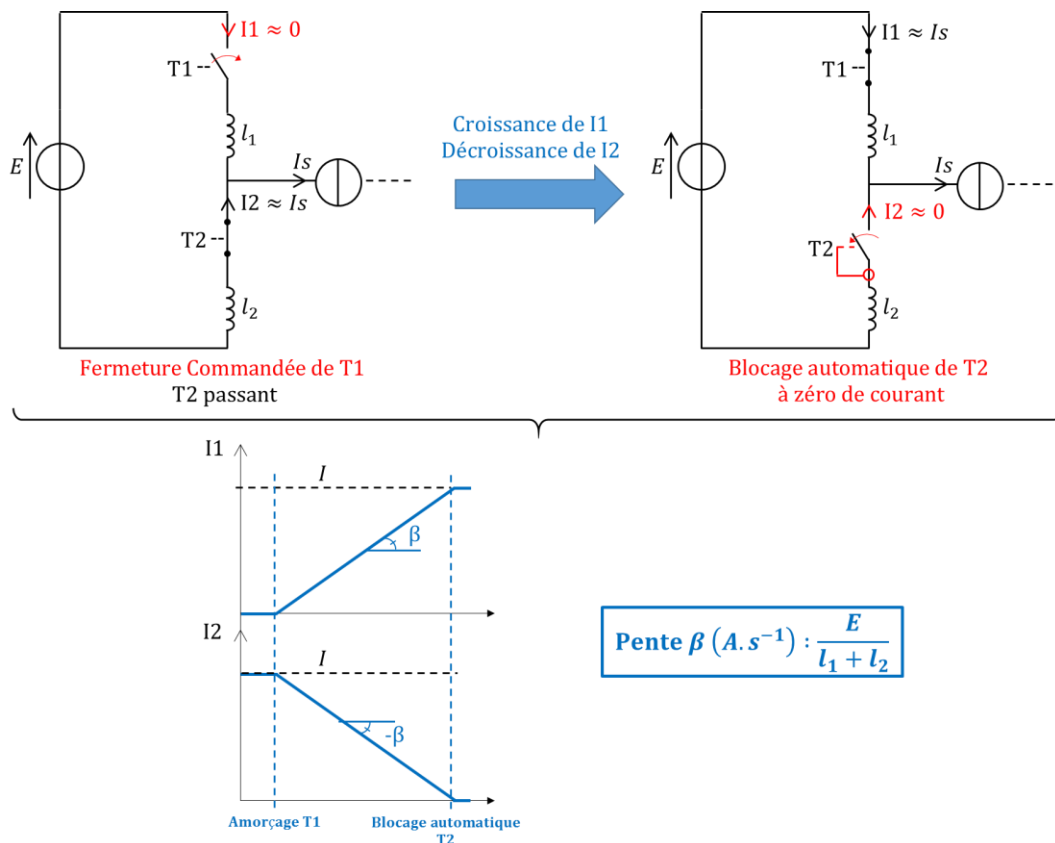 I1 ≈ 0
T1
l₁
E
Is
I2 ≈ Is
T2
l₂
Fermeture Commandée de T1
T2 passant
Croissance de I1
Décroissance de I2
I1 ≈ Is
T1
l₁
E
Is
I2 ≈ 0
T2
l₂
Blocage automatique de T2
à zéro de courant
I1
I
β
I2
I
-β
Amorçage T1
Blocage automatique
T2
Pente β (A.s⁻¹) : E/(l₁ + l₂)